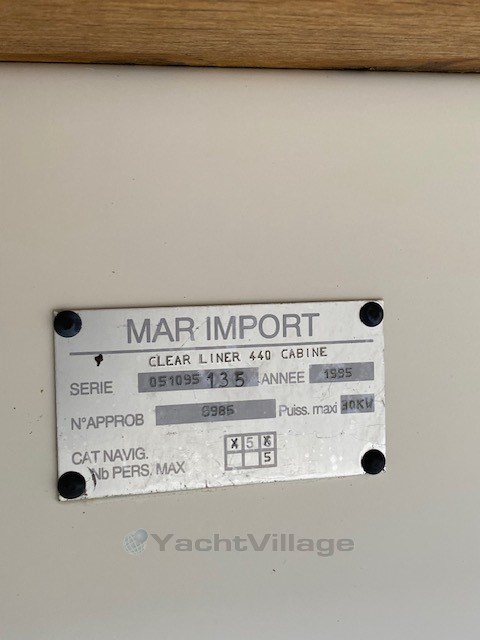 MAR IMPORT
CLEAR LINER 440 CABINE
SERIE 051095 135 ANNEE 1995
N°APPROB 8986 Puiss. maxi 30KW
CAT NAVIG. X 5 X
Nb PERS. MAX 5
YachtVillage